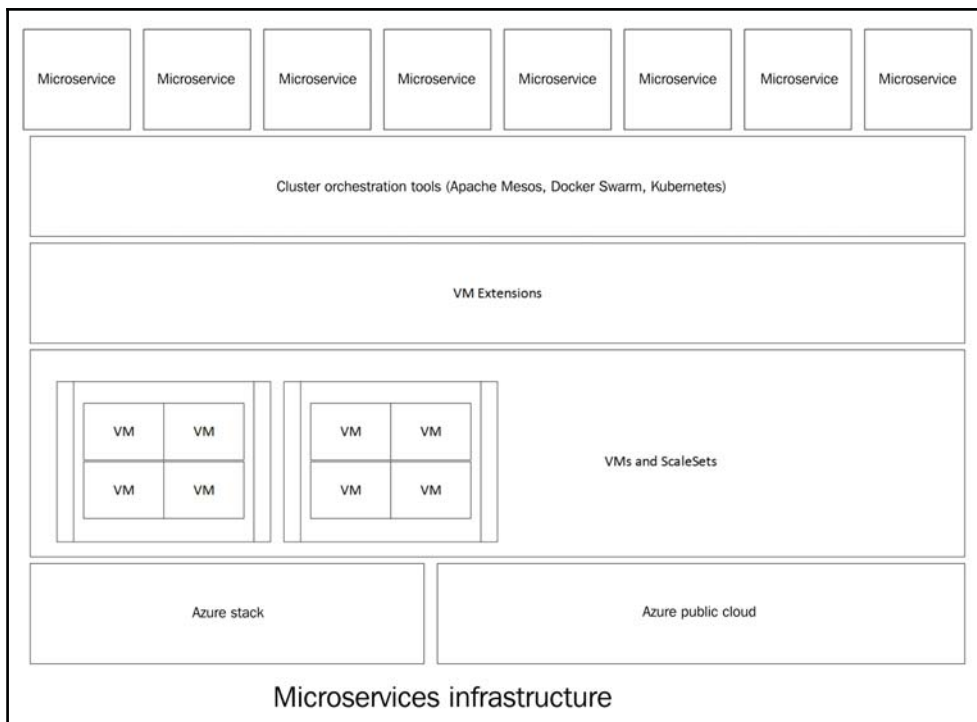 Microservice Microservice Microservice Microservice Microservice Microservice Microservice Microservice
Cluster orchestration tools (Apache Mesos, Docker Swarm, Kubernetes)
VM Extensions
VM VM VM VM
VM VM VM VM
VMs and ScaleSets
Azure stack
Azure public cloud
Microservices infrastructure